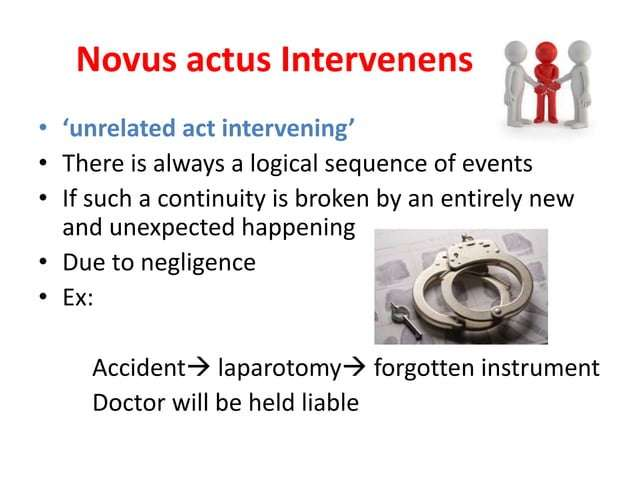 Novus actus Intervenens
• ‘unrelated act intervening’
• There is always a logical sequence of events
• If such a continuity is broken by an entirely new
and unexpected happening
• Due to negligence
• Ex:
Accident→ laparotomy→ forgotten instrument
Doctor will be held liable